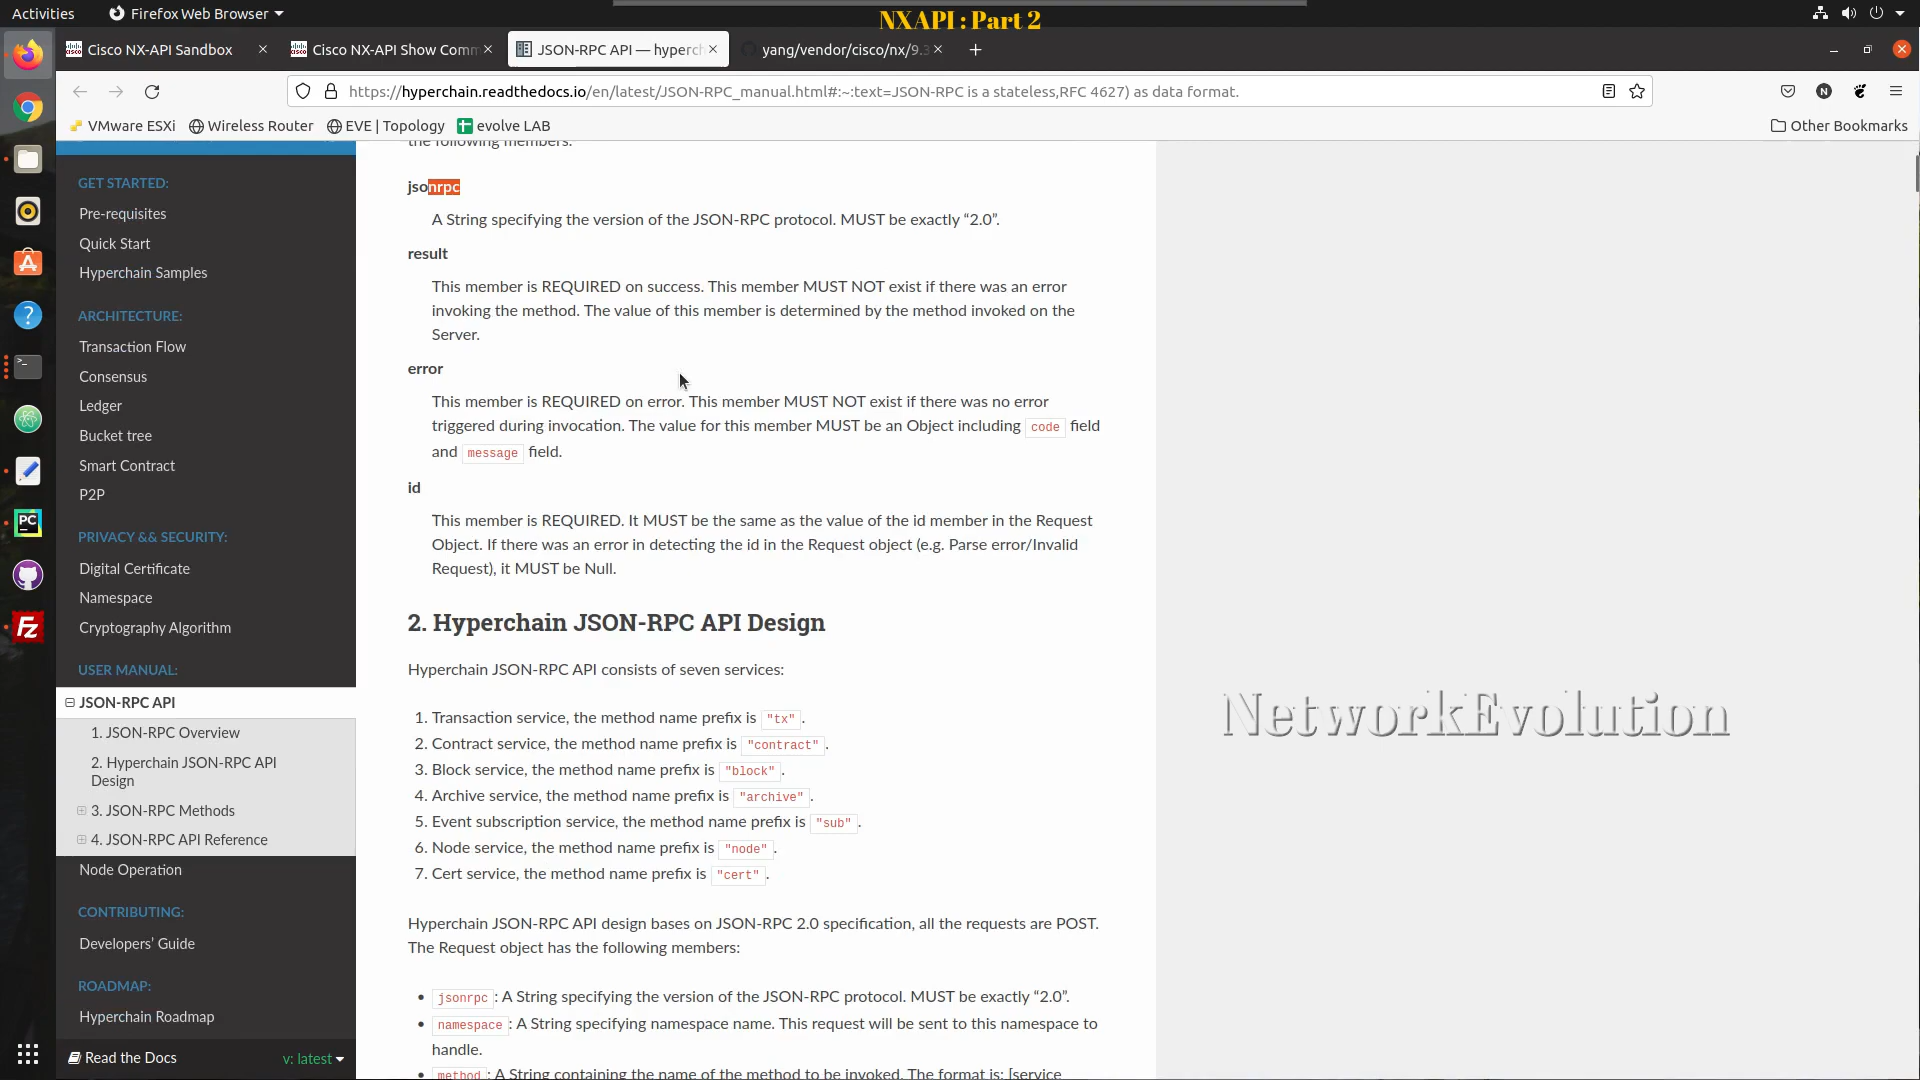 Activities
Firefox Web Browser
NXAPI : Part 2
Cisco NX-API Sandbox
Cisco NX-API Show Comm
JSON-RPC API — hyperch
yang/vendor/cisco/nx/9.3
https://hyperchain.readthedocs.io/en/latest/JSON-RPC_manual.html#:~:text=JSON-RPC is a stateless,RFC 4627) as data format.
VMware ESXi
Wireless Router
EVE | Topology
evolve LAB
Other Bookmarks
GET STARTED:
Pre-requisites
Quick Start
Hyperchain Samples
ARCHITECTURE:
Transaction Flow
Consensus
Ledger
Bucket tree
Smart Contract
P2P
PRIVACY && SECURITY:
Digital Certificate
Namespace
Cryptography Algorithm
USER MANUAL:
JSON-RPC API
1. JSON-RPC Overview
2. Hyperchain JSON-RPC API
Design
3. JSON-RPC Methods
4. JSON-RPC API Reference
Node Operation
CONTRIBUTING:
Developers’ Guide
ROADMAP:
Hyperchain Roadmap
Read the Docs
v: latest
the following members:
jsonrpc
A String specifying the version of the JSON-RPC protocol. MUST be exactly “2.0”.
result
This member is REQUIRED on success. This member MUST NOT exist if there was an error
invoking the method. The value of this member is determined by the method invoked on the
Server.
error
This member is REQUIRED on error. This member MUST NOT exist if there was no error
triggered during invocation. The value for this member MUST be an Object including code field
and message field.
id
This member is REQUIRED. It MUST be the same as the value of the id member in the Request
Object. If there was an error in detecting the id in the Request object (e.g. Parse error/Invalid
Request), it MUST be Null.
2. Hyperchain JSON-RPC API Design
Hyperchain JSON-RPC API consists of seven services:
1. Transaction service, the method name prefix is "tx".
2. Contract service, the method name prefix is "contract".
3. Block service, the method name prefix is "block".
4. Archive service, the method name prefix is "archive".
5. Event subscription service, the method name prefix is "sub".
6. Node service, the method name prefix is "node".
7. Cert service, the method name prefix is "cert".
Hyperchain JSON-RPC API design bases on JSON-RPC 2.0 specification, all the requests are POST.
The Request object has the following members:
jsonrpc: A String specifying the version of the JSON-RPC protocol. MUST be exactly “2.0”.
namespace: A String specifying namespace name. This request will be sent to this namespace to
handle.
method: A String containing the name of the method to be invoked. The format is: [service
NetworkEvolution